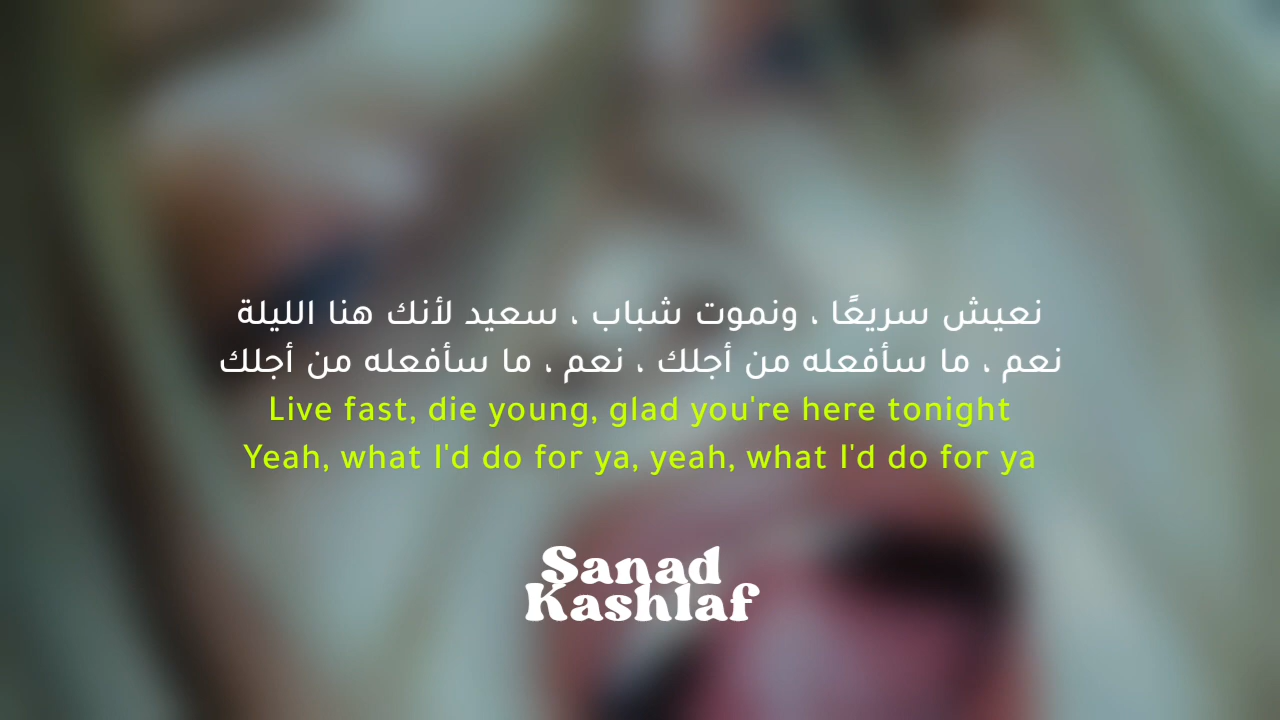 نعيش سريعًا ، ونموت شباب ، سعيد لأنك هنا الليلة
نعم ، ما سأفعله من أجلك ، نعم ، ما سأفعله من أجلك
Live fast, die young, glad you're here tonight
Yeah, what I'd do for ya, yeah, what I'd do for ya
Sanad
Kashlaf